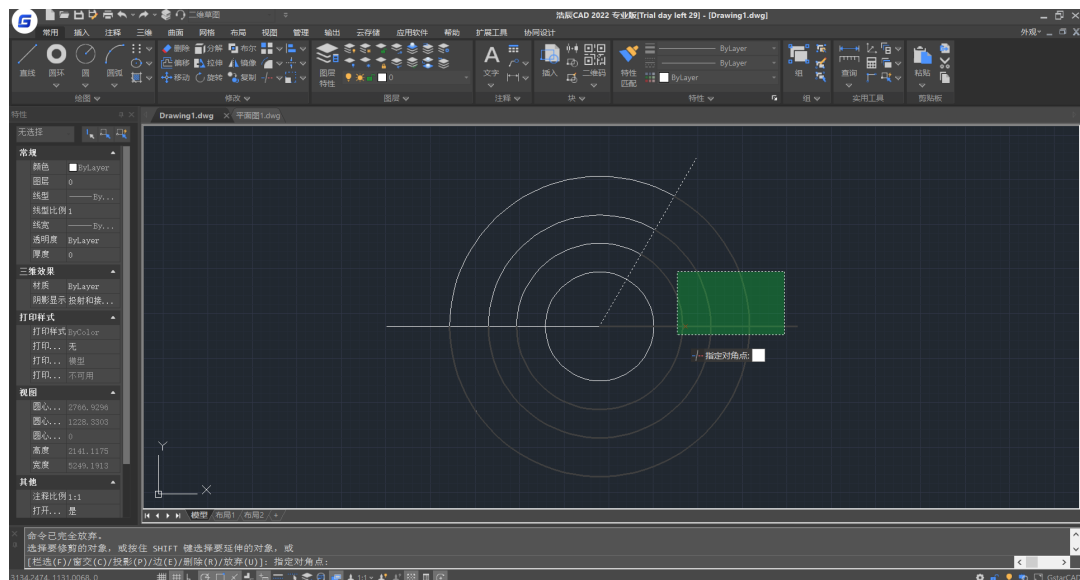 二维草图
浩辰CAD 2022 专业版[Trial day left 29] - [Drawing1.dwg]
常用 插入 注释 三维 曲面 网格 布局 视图 管理 输出 云存储 应用软件 帮助 扩展工具 协同设计
外观
直线 圆环 圆 圆弧
删除 分解 布尔
偏移 拉伸 镜像
移动 旋转 复制
图层
特性
0
文字
插入
二维码
特性
匹配
ByLayer
ByLayer
ByLayer
组
查询
粘贴
绘图 修改 图层 注释 块 特性 组 实用工具 剪贴板
特性
Drawing1.dwg 平面图1.dwg
无选择
常规
颜色 ByLayer
图层 0
线型 By...
线型比例 1
线宽 By...
透明度 ByLayer
厚度 0
三维效果
材质 ByLayer
阴影显示 投射和接...
打印样式
打印样式 ByColor
打印... 无
打印... 模型
打印... 不可用
视图
圆心... 2766.9296
圆心... 1228.3303
圆心... 0
高度 2141.1175
宽度 5249.1913
其他
注释比例 1:1
打开... 是
指定对角点:
Y
X
模型 布局1 布局2 +
命令已完全放弃。
选择要修剪的对象, 或按住 SHIFT 键选择要延伸的对象, 或
[栏选(F)/窗交(C)/投影(P)/边(E)/删除(R)/放弃(U)]: 指定对角点:
3134.2474, 1131.0068, 0
1:1
GstarCAD